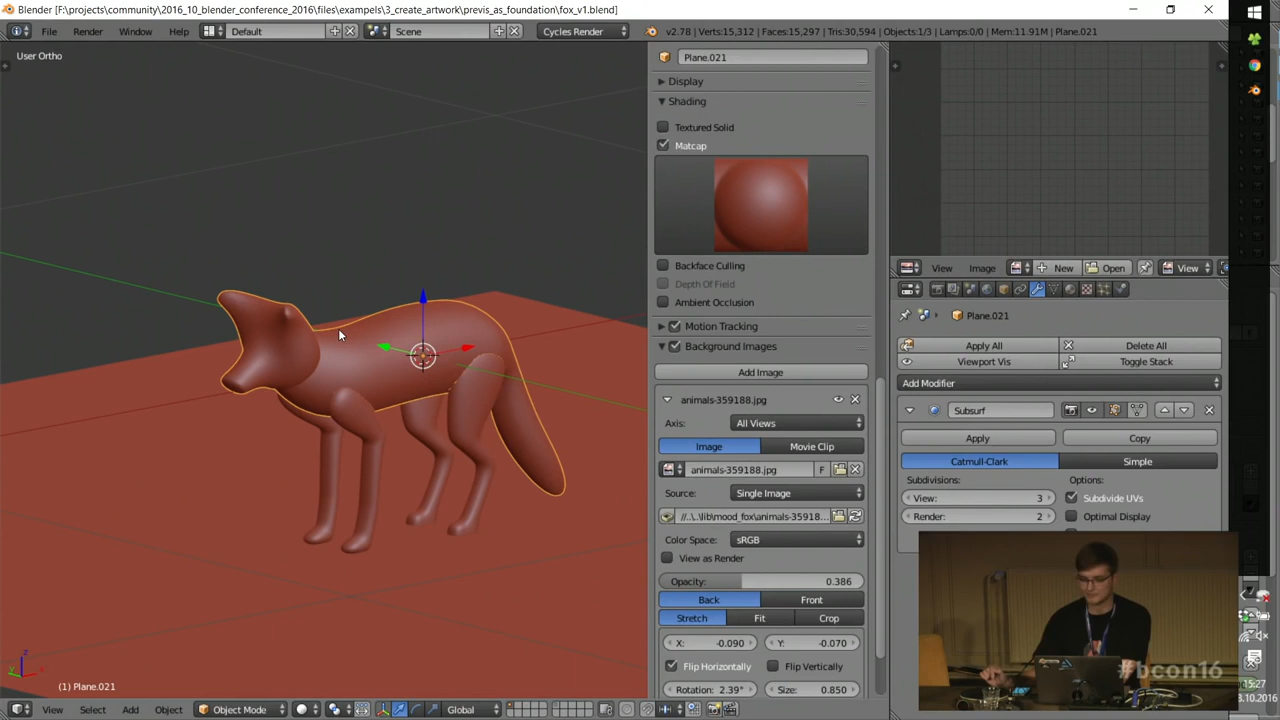 Blender [F:\projects\community\2016_10_blender_conference_2016\files\exampels\3_create_artwork\previs_as_foundation\fox_v1.blend]
File Render Window Help Default Scene Cycles Render v2.78 | Verts:15,312 | Faces:15,297 | Tris:30,594 | Objects:1/3 | Lamps:0/0 | Mem:11.91M | Plane.021
User Ortho
Plane.021
Display
Shading
Textured Solid
Matcap
Backface Culling
Depth Of Field
Ambient Occlusion
Motion Tracking
Background Images
Add Image
animals-359188.jpg
Axis: All Views
Image Movie Clip
animals-359188.jpg F
Source: Single Image
//..\..\lib\mood_fox\animals-35918...
Color Space: sRGB
View as Render
Opacity: 0.386
Back Front
Stretch Fit Crop
X: -0.090 Y: -0.070
Flip Horizontally Flip Vertically
Rotation: 2.39° Size: 0.850
View Image New Open View
Plane.021
Apply All Delete All
Viewport Vis Toggle Stack
Add Modifier
Subsurf
Apply Copy
Catmull-Clark Simple
Subdivisions: Options:
View: 3 Subdivide UVs
Render: 2 Optimal Display
#bcon16
15:27
3.10.2016
z
y x
(1) Plane.021
View Select Add Object Object Mode Global